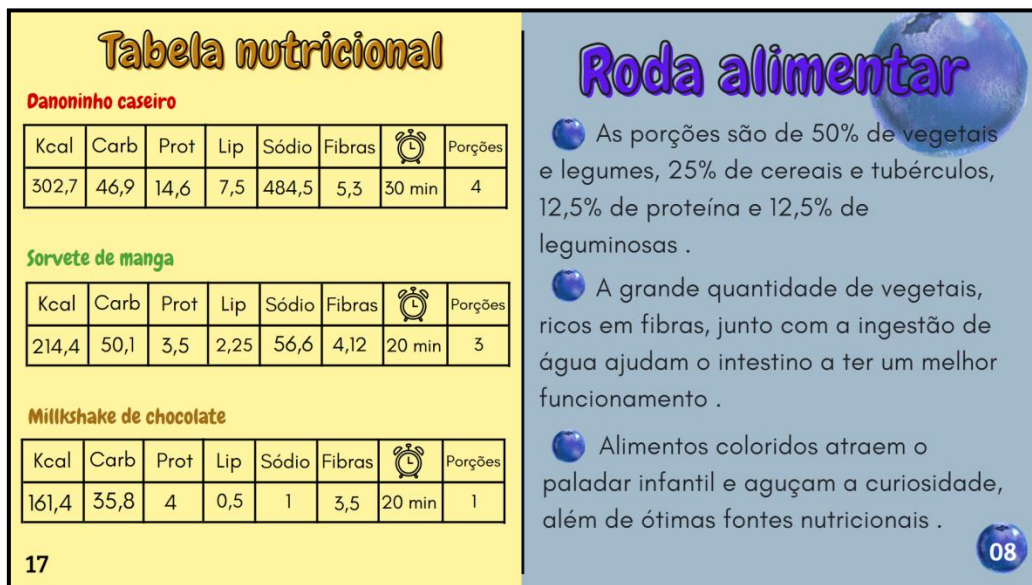 Tabela nutricional
Danoninho caseiro
Kcal Carb Prot Lip Sódio Fibras Porções
302,7 46,9 14,6 7,5 484,5 5,3 30 min 4
Sorvete de manga
Kcal Carb Prot Lip Sódio Fibras Porções
214,4 50,1 3,5 2,25 56,6 4,12 20 min 3
Millkshake de chocolate
Kcal Carb Prot Lip Sódio Fibras Porções
161,4 35,8 4 0,5 1 3,5 20 min 1
17
Roda alimentar
As porções são de 50% de vegetais
e legumes, 25% de cereais e tubérculos,
12,5% de proteína e 12,5% de
leguminosas .
A grande quantidade de vegetais,
ricos em fibras, junto com a ingestão de
água ajudam o intestino a ter um melhor
funcionamento .
Alimentos coloridos atraem o
paladar infantil e aguçam a curiosidade,
além de ótimas fontes nutricionais .
08